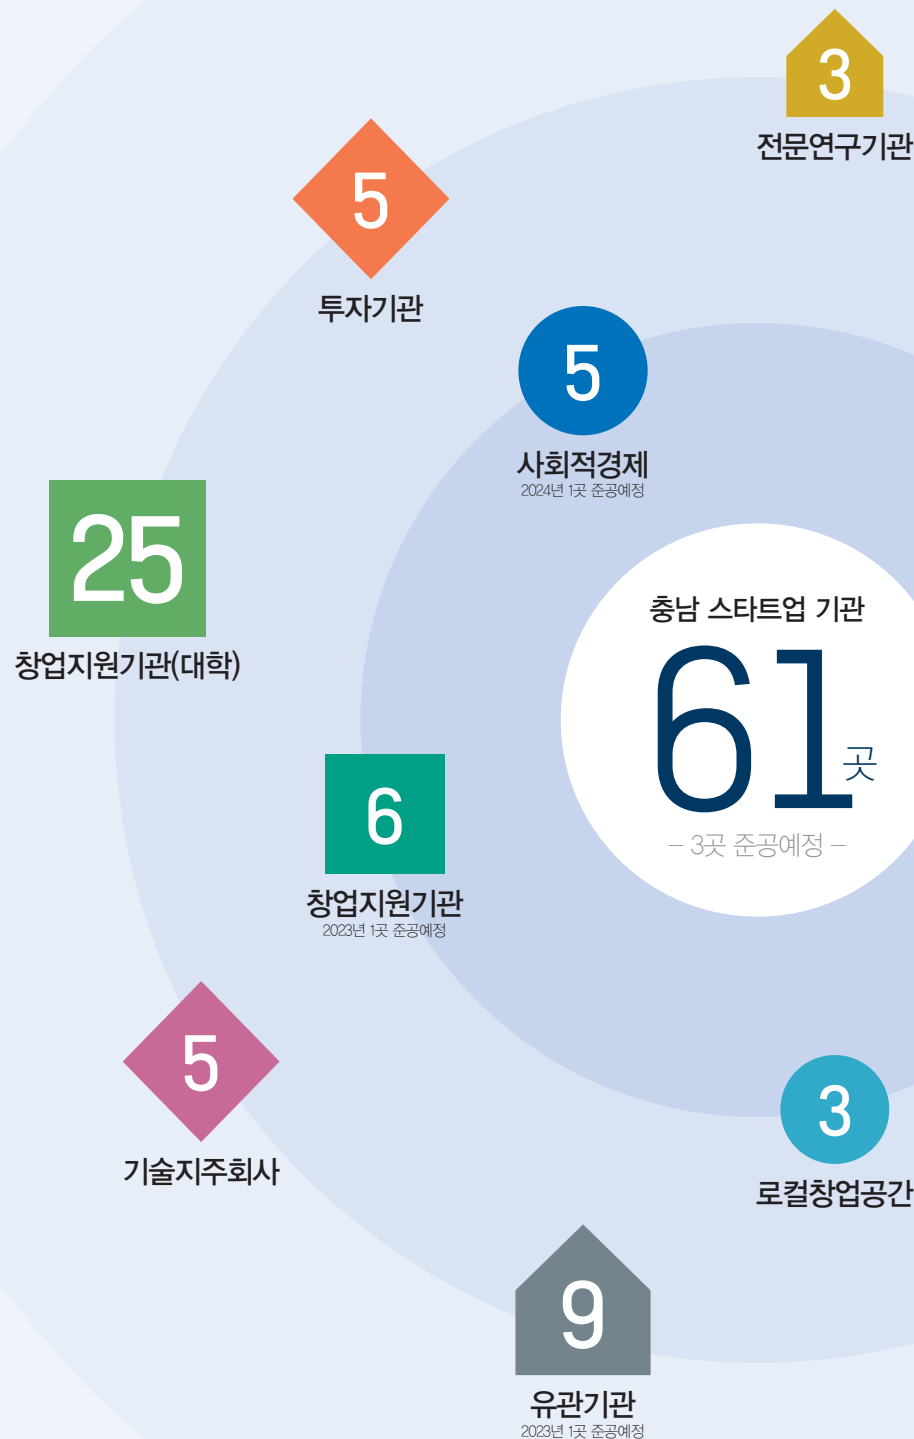 3
전문연구기관
5
투자기관
5
사회적경제
2024년 1곳 준공예정
25
창업지원기관(대학)
충남 스타트업 기관
61곳
– 3곳 준공예정 –
6
창업지원기관
2023년 1곳 준공예정
5
기술지주회사
3
로컬창업공간
9
유관기관
2023년 1곳 준공예정